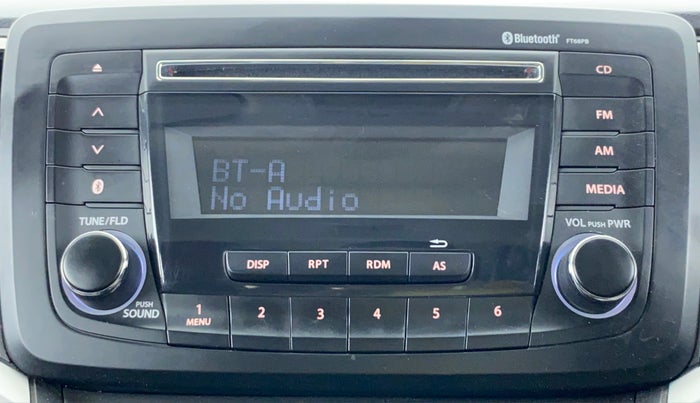 Bluetooth® FT68PB
CD
FM
AM
MEDIA
BT-A
No Audio
TUNE/FLD
VOL PUSH PWR
DISP RPT RDM AS
PUSH
SOUND
1 2 3 4 5 6
MENU